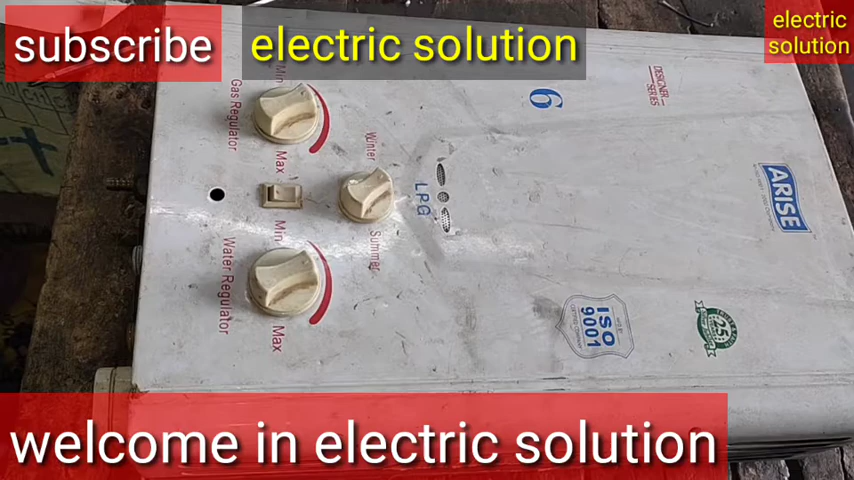 subscribe
electric solution
electric
solution
Min
Gas Regulator
Max
Winter
Summer
LPG
6
DESIGNER
SERIES
ARISE
Min
Water Regulator
Max
ISO
9001
25
welcome in electric solution